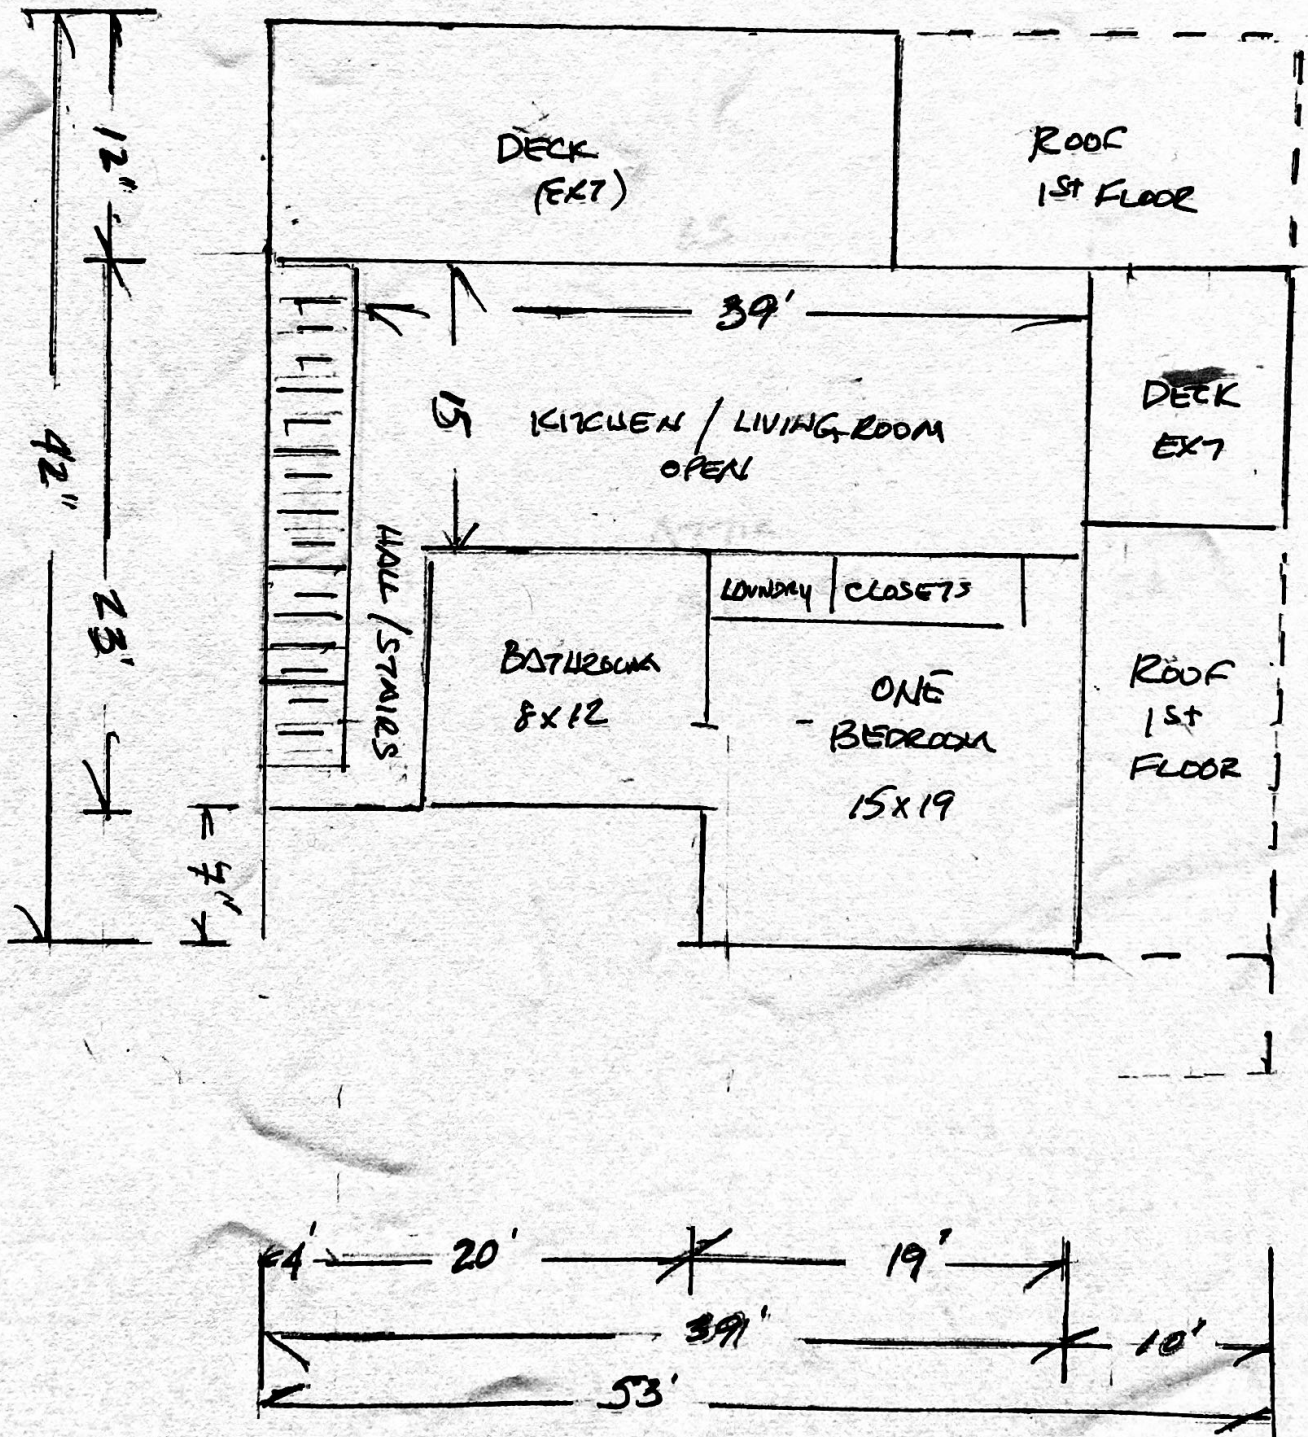 DECK
(EXT)
ROOF
1ST FLOOR
12"
39'
DECK
EXT
15
KITCHEN / LIVING ROOM
OPEN
42"
23'
HALL / STAIRS
LAUNDRY
CLOSETS
BATHROOM
8x12
ONE
BEDROOM
15x19
ROOF
1ST
FLOOR
7"
4'
20'
19'
39'
10'
53'